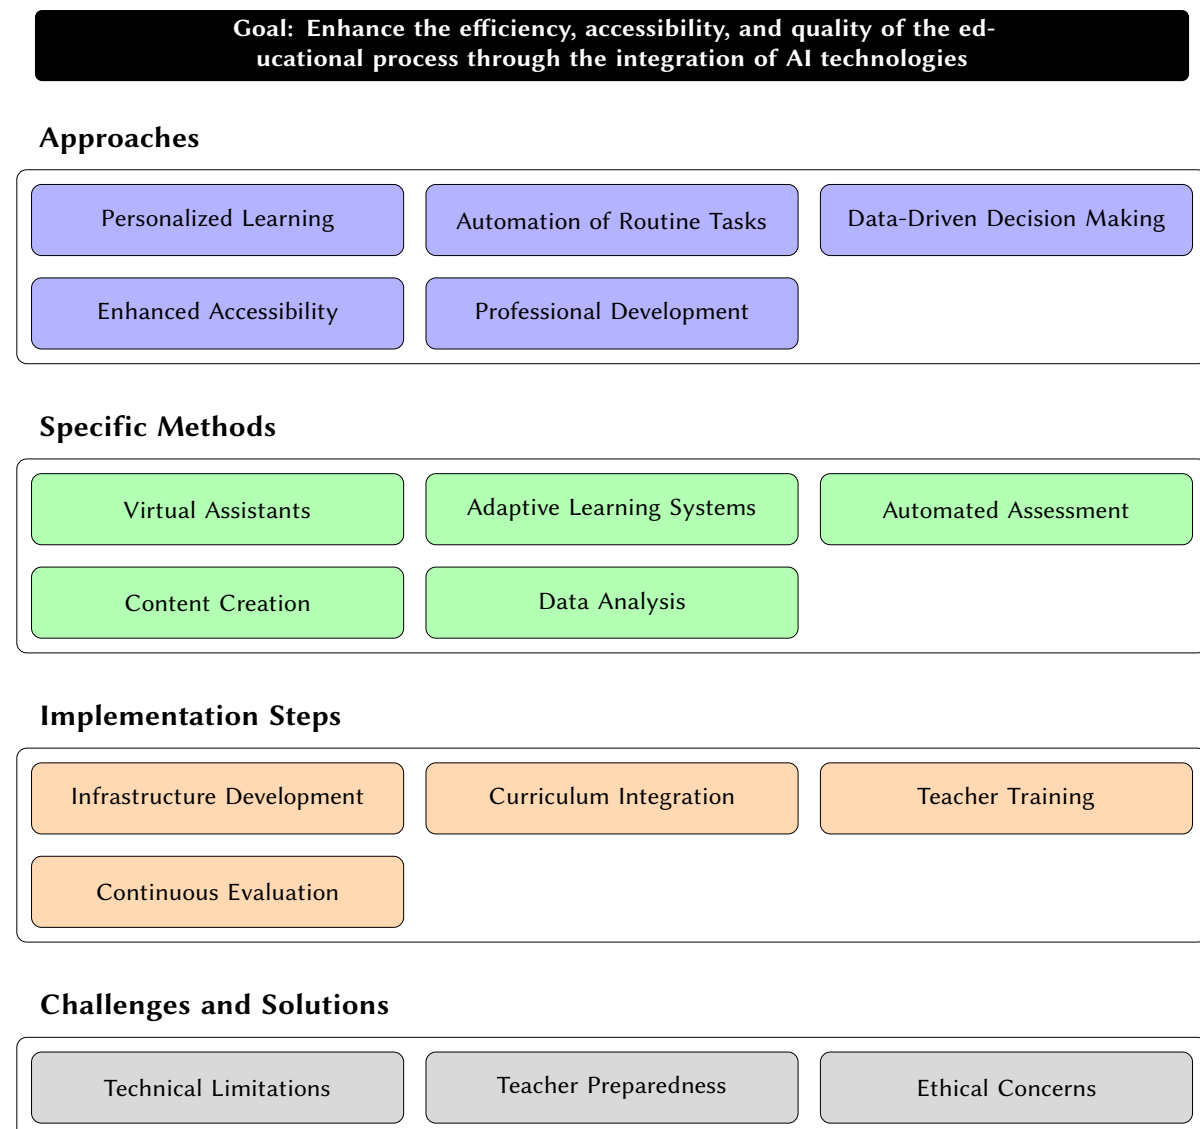 Goal: Enhance the efficiency, accessibility, and quality of the ed-
ucational process through the integration of AI technologies
Approaches
Personalized Learning
Automation of Routine Tasks
Data-Driven Decision Making
Enhanced Accessibility
Professional Development
Specific Methods
Virtual Assistants
Adaptive Learning Systems
Automated Assessment
Content Creation
Data Analysis
Implementation Steps
Infrastructure Development
Curriculum Integration
Teacher Training
Continuous Evaluation
Challenges and Solutions
Technical Limitations
Teacher Preparedness
Ethical Concerns